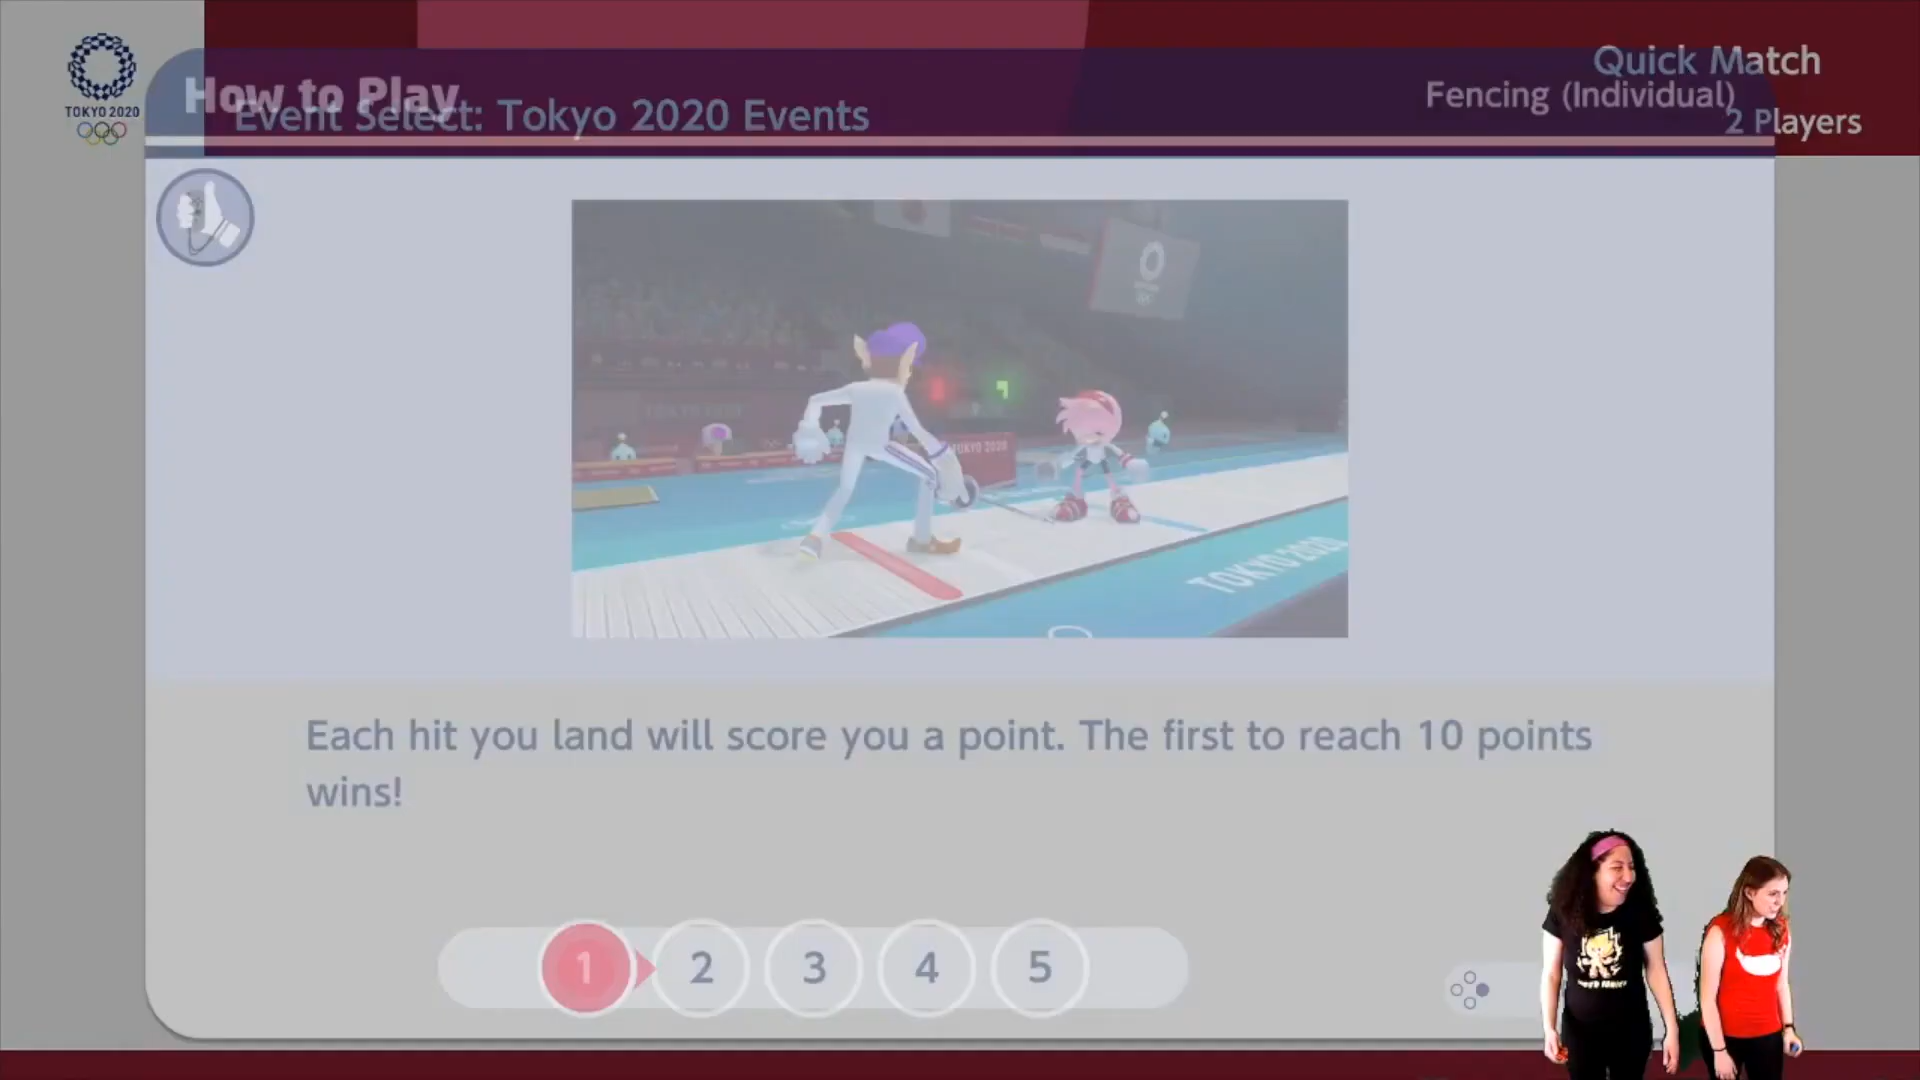 TOKYO 2020
How to Play
Event Select: Tokyo 2020 Events
Quick Match
Fencing (Individual)
2 Players
TOKYO 2020
TOKYO 2020
Each hit you land will score you a point. The first to reach 10 points
wins!
1 2 3 4 5